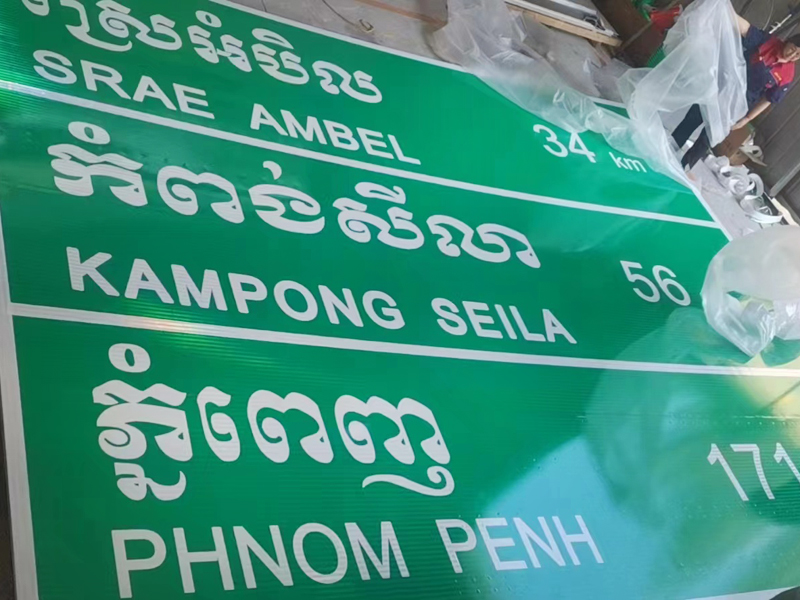 ស្រែអំបិល
SRAE AMBEL
34 km
កំពង់សីលា
KAMPONG SEILA
56
ភ្នំពេញ
PHNOM PENH
171